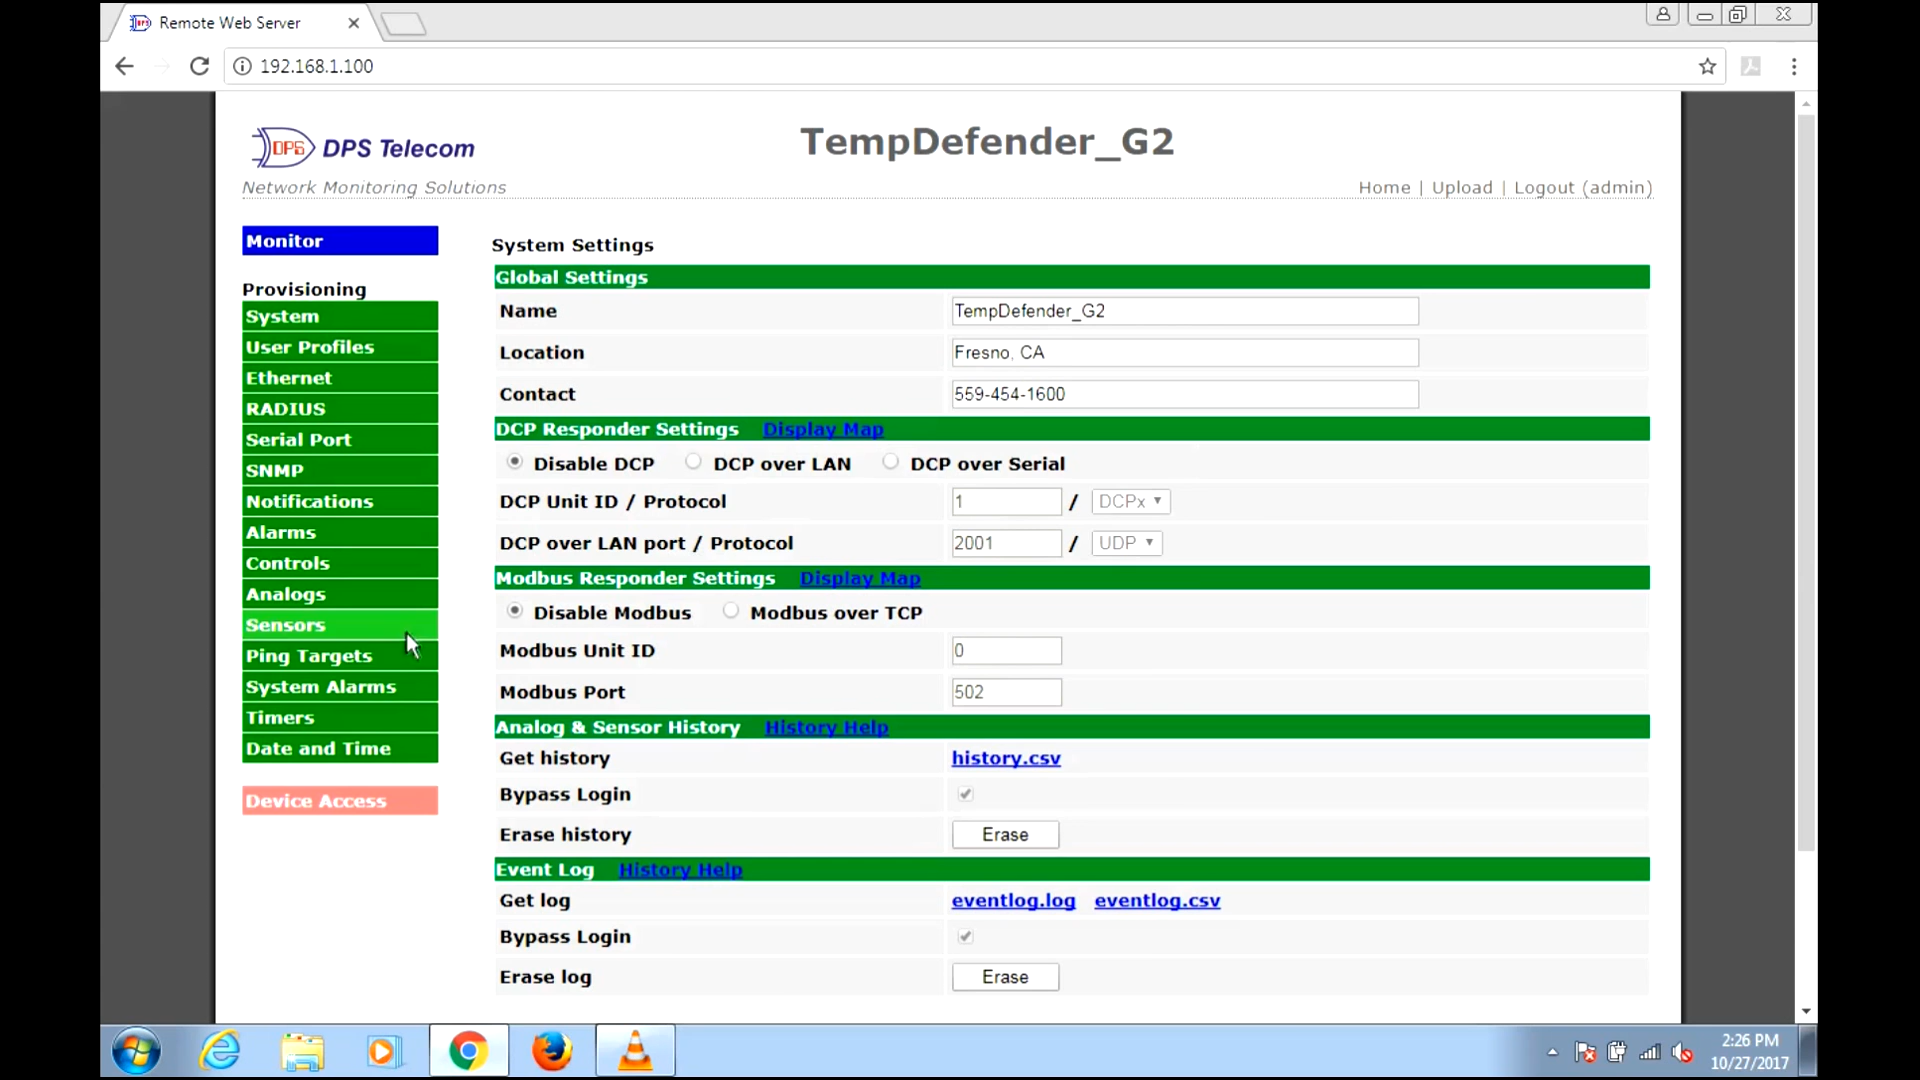 Remote Web Server
192.168.1.100
DPS DPS Telecom
Network Monitoring Solutions
TempDefender_G2
Home | Upload | Logout (admin)
Monitor
Provisioning
System
User Profiles
Ethernet
RADIUS
Serial Port
SNMP
Notifications
Alarms
Controls
Analogs
Sensors
Ping Targets
System Alarms
Timers
Date and Time
Device Access
System Settings
Global Settings
Name TempDefender_G2
Location Fresno, CA
Contact 559-454-1600
DCP Responder Settings Display Map
Disable DCP DCP over LAN DCP over Serial
DCP Unit ID / Protocol 1 / DCPx
DCP over LAN port / Protocol 2001 / UDP
Modbus Responder Settings Display Map
Disable Modbus Modbus over TCP
Modbus Unit ID 0
Modbus Port 502
Analog & Sensor History History Help
Get history history.csv
Bypass Login
Erase history Erase
Event Log History Help
Get log eventlog.log eventlog.csv
Bypass Login
Erase log Erase
2:26 PM
10/27/2017